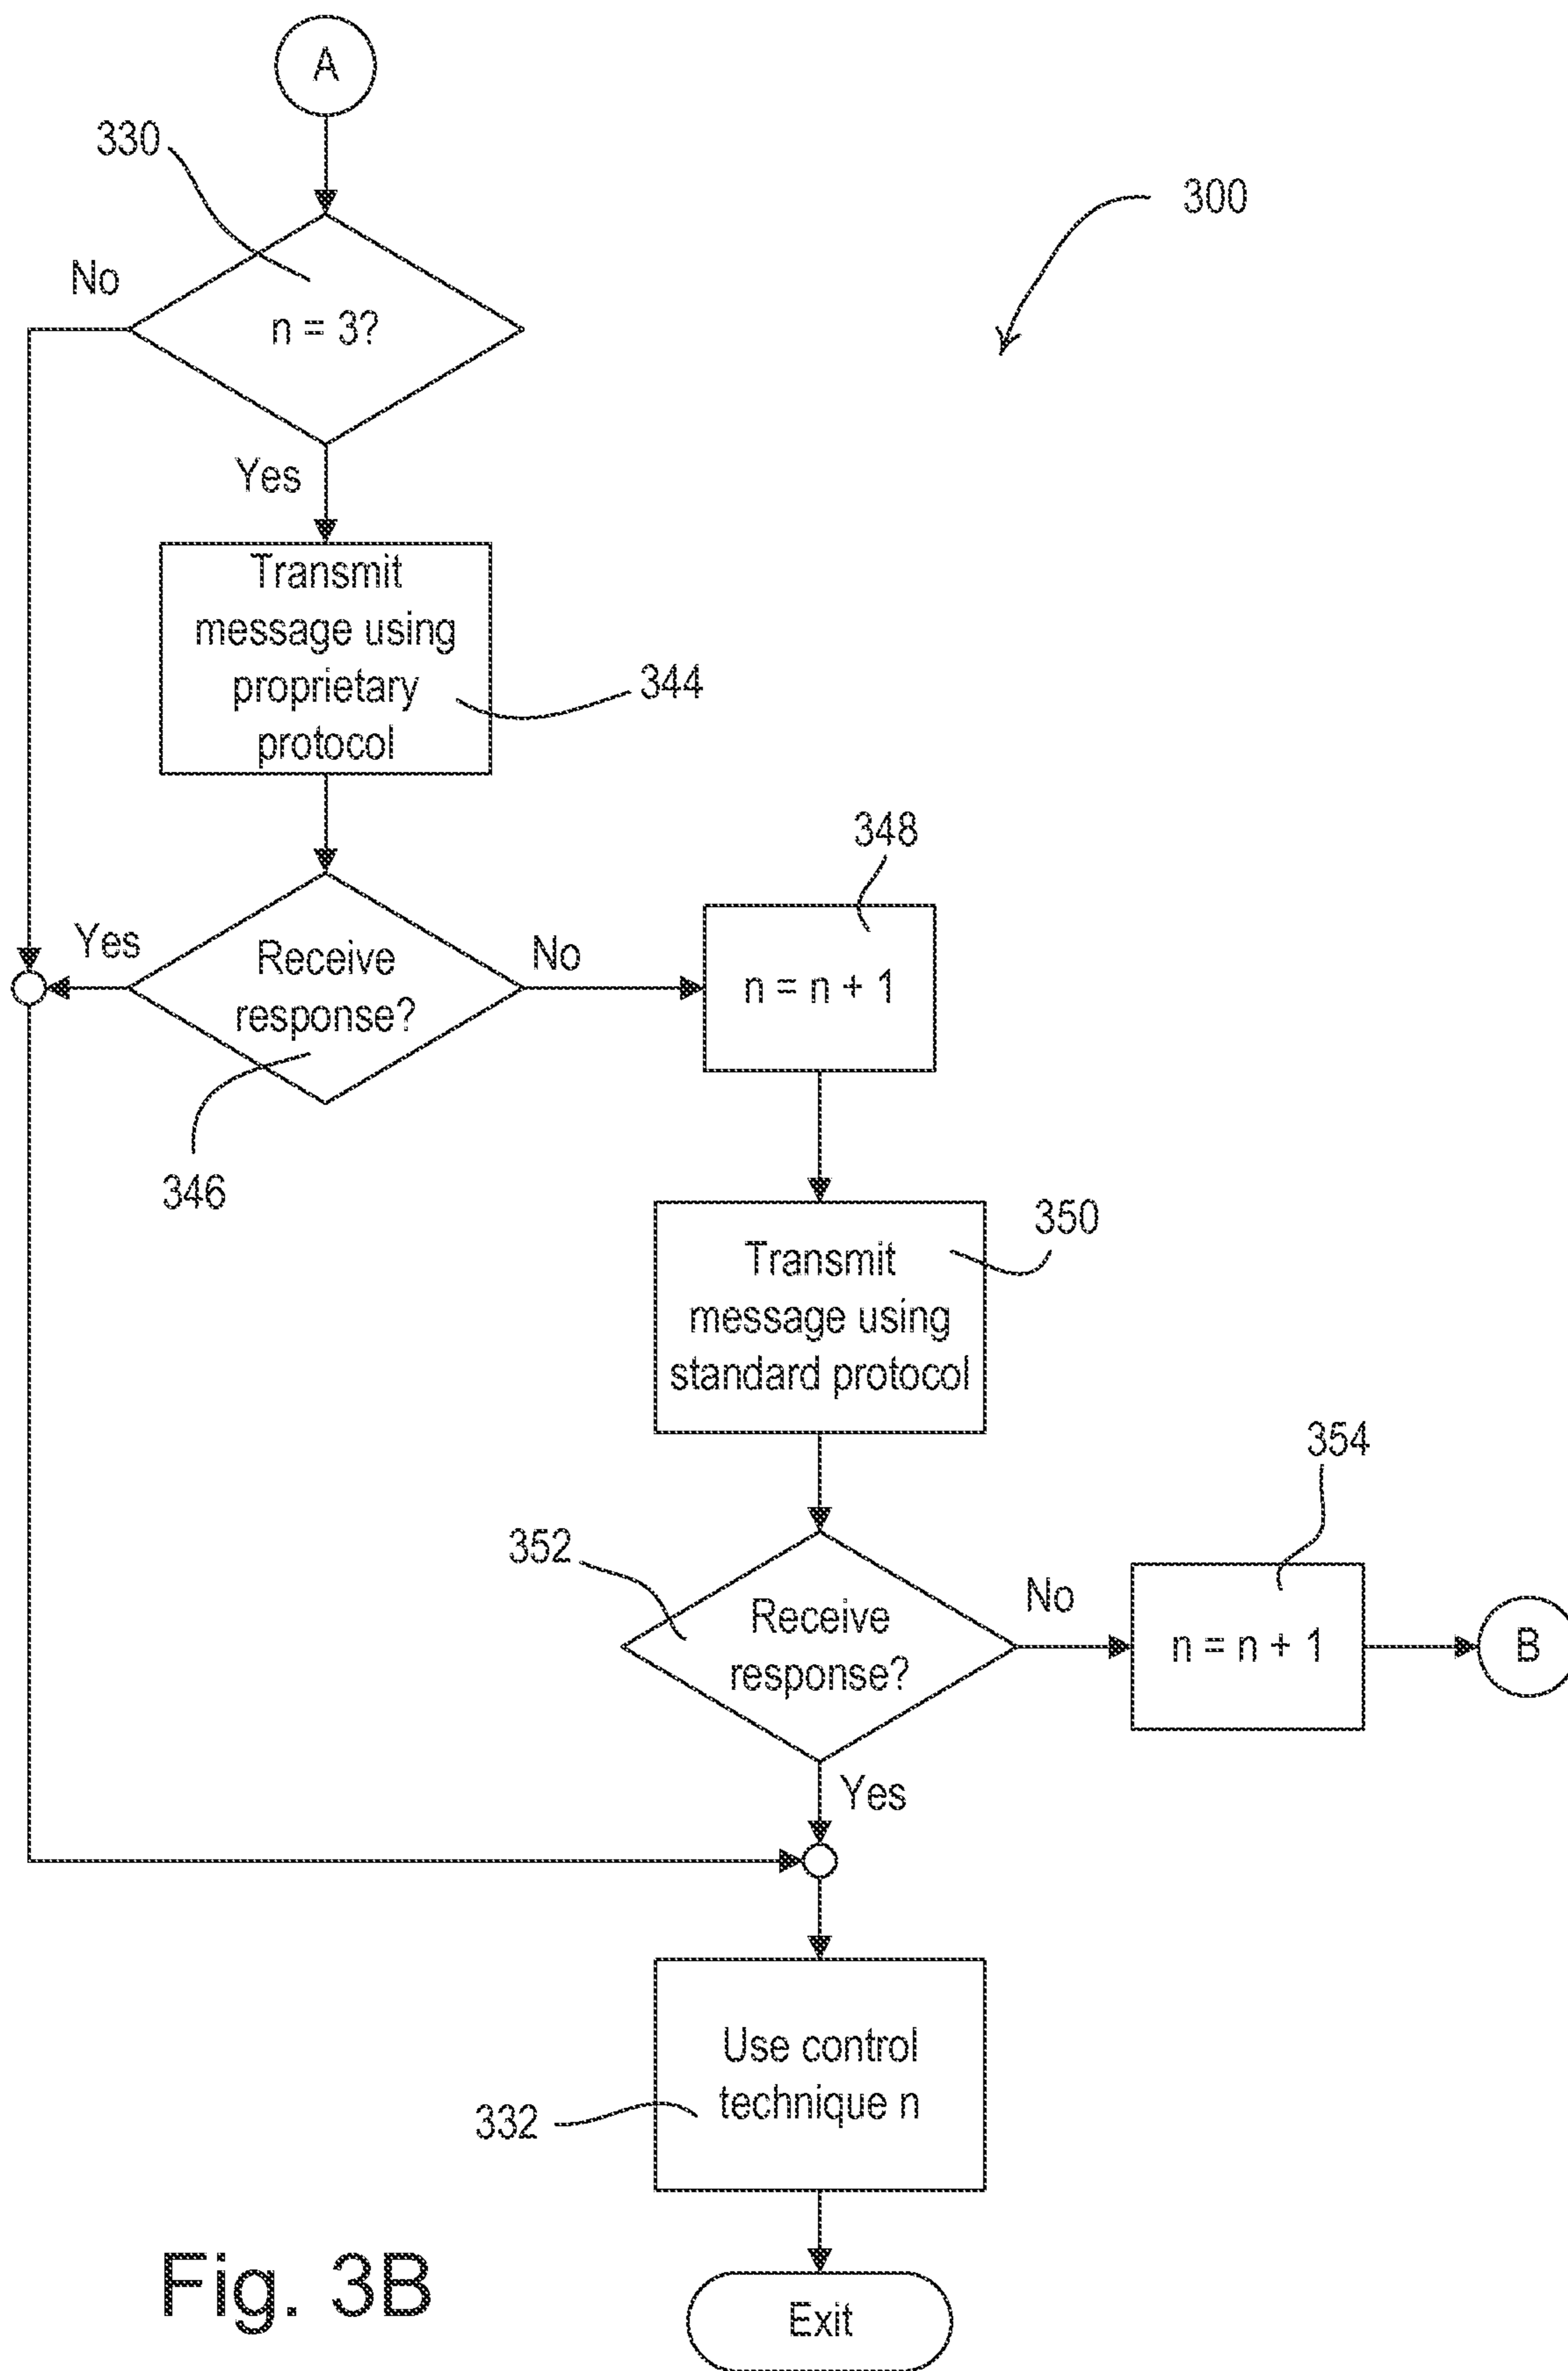 A
330
300
No
n = 3?
Yes
Transmit
message using
proprietary
protocol
344
348
Yes
Receive
response?
No
n = n + 1
346
350
Transmit
message using
standard protocol
354
352
Receive
response?
No
n = n + 1
B
Yes
Use control
technique n
332
Fig. 3B
Exit